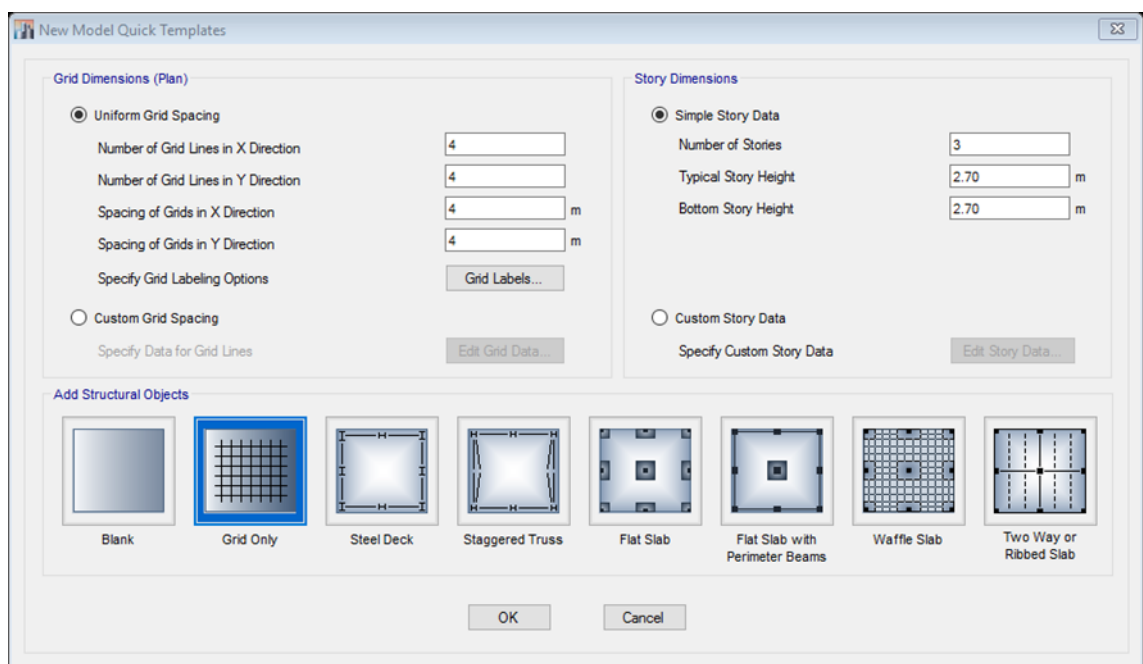 New Model Quick Templates
Grid Dimensions (Plan)
Uniform Grid Spacing
Number of Grid Lines in X Direction 4
Number of Grid Lines in Y Direction 4
Spacing of Grids in X Direction 4 m
Spacing of Grids in Y Direction 4 m
Specify Grid Labeling Options Grid Labels...
Custom Grid Spacing
Specify Data for Grid Lines Edit Grid Data...
Story Dimensions
Simple Story Data
Number of Stories 3
Typical Story Height 2.70 m
Bottom Story Height 2.70 m
Custom Story Data
Specify Custom Story Data Edit Story Data...
Add Structural Objects
Blank
Grid Only
Steel Deck
Staggered Truss
Flat Slab
Flat Slab with
Perimeter Beams
Waffle Slab
Two Way or
Ribbed Slab
OK Cancel